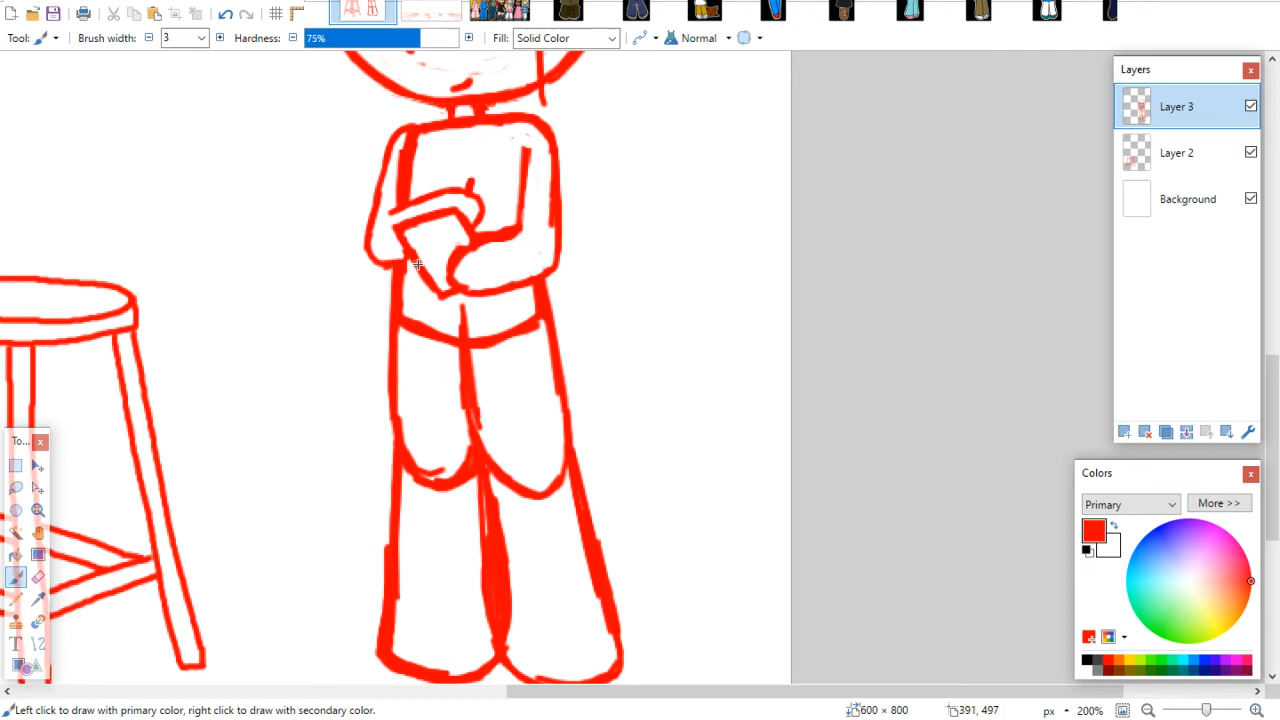 Tool:
Brush width:
3
Hardness:
75%
Fill:
Solid Color
Normal
Layers
x
Layer 3
Layer 2
Background
To...
x
T
Colors
x
Primary
More >>
Left click to draw with primary color, right click to draw with secondary color.
600 × 800
391, 497
px
200%